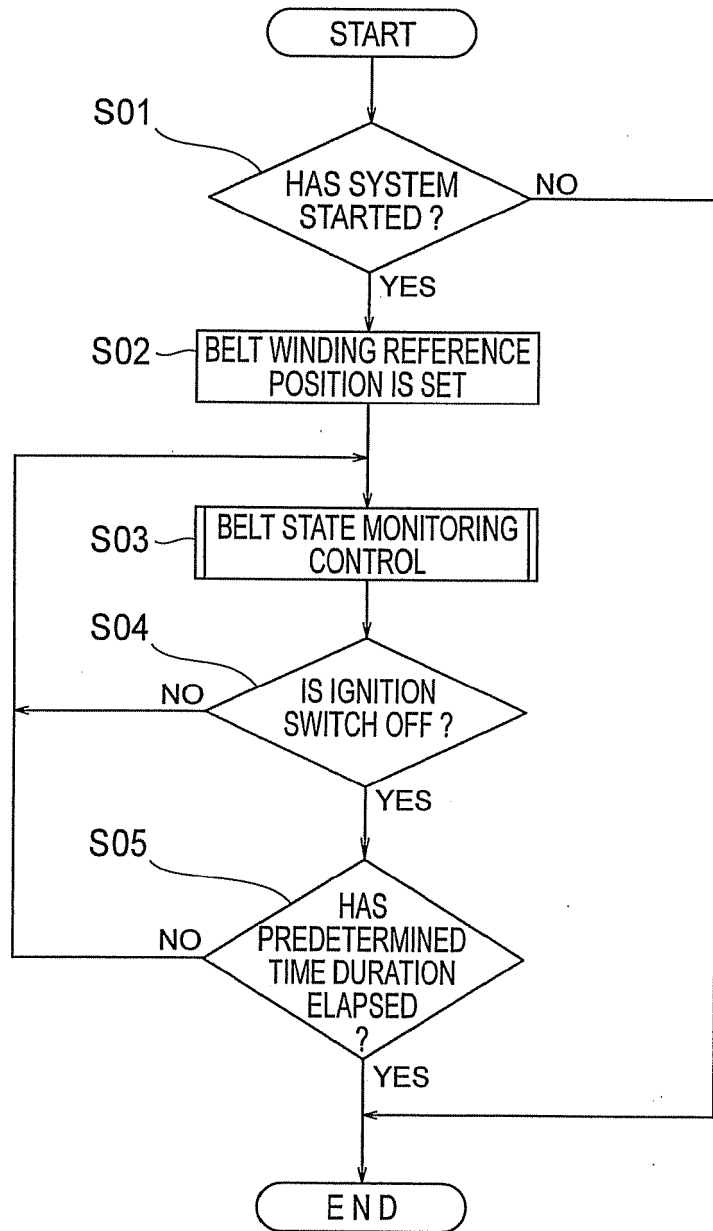 START
S01
HAS SYSTEM
STARTED ?
NO
YES
S02
BELT WINDING REFERENCE
POSITION IS SET
S03
BELT STATE MONITORING
CONTROL
S04
NO
IS IGNITION
SWITCH OFF ?
YES
S05
NO
HAS
PREDETERMINED
TIME DURATION
ELAPSED
?
YES
END